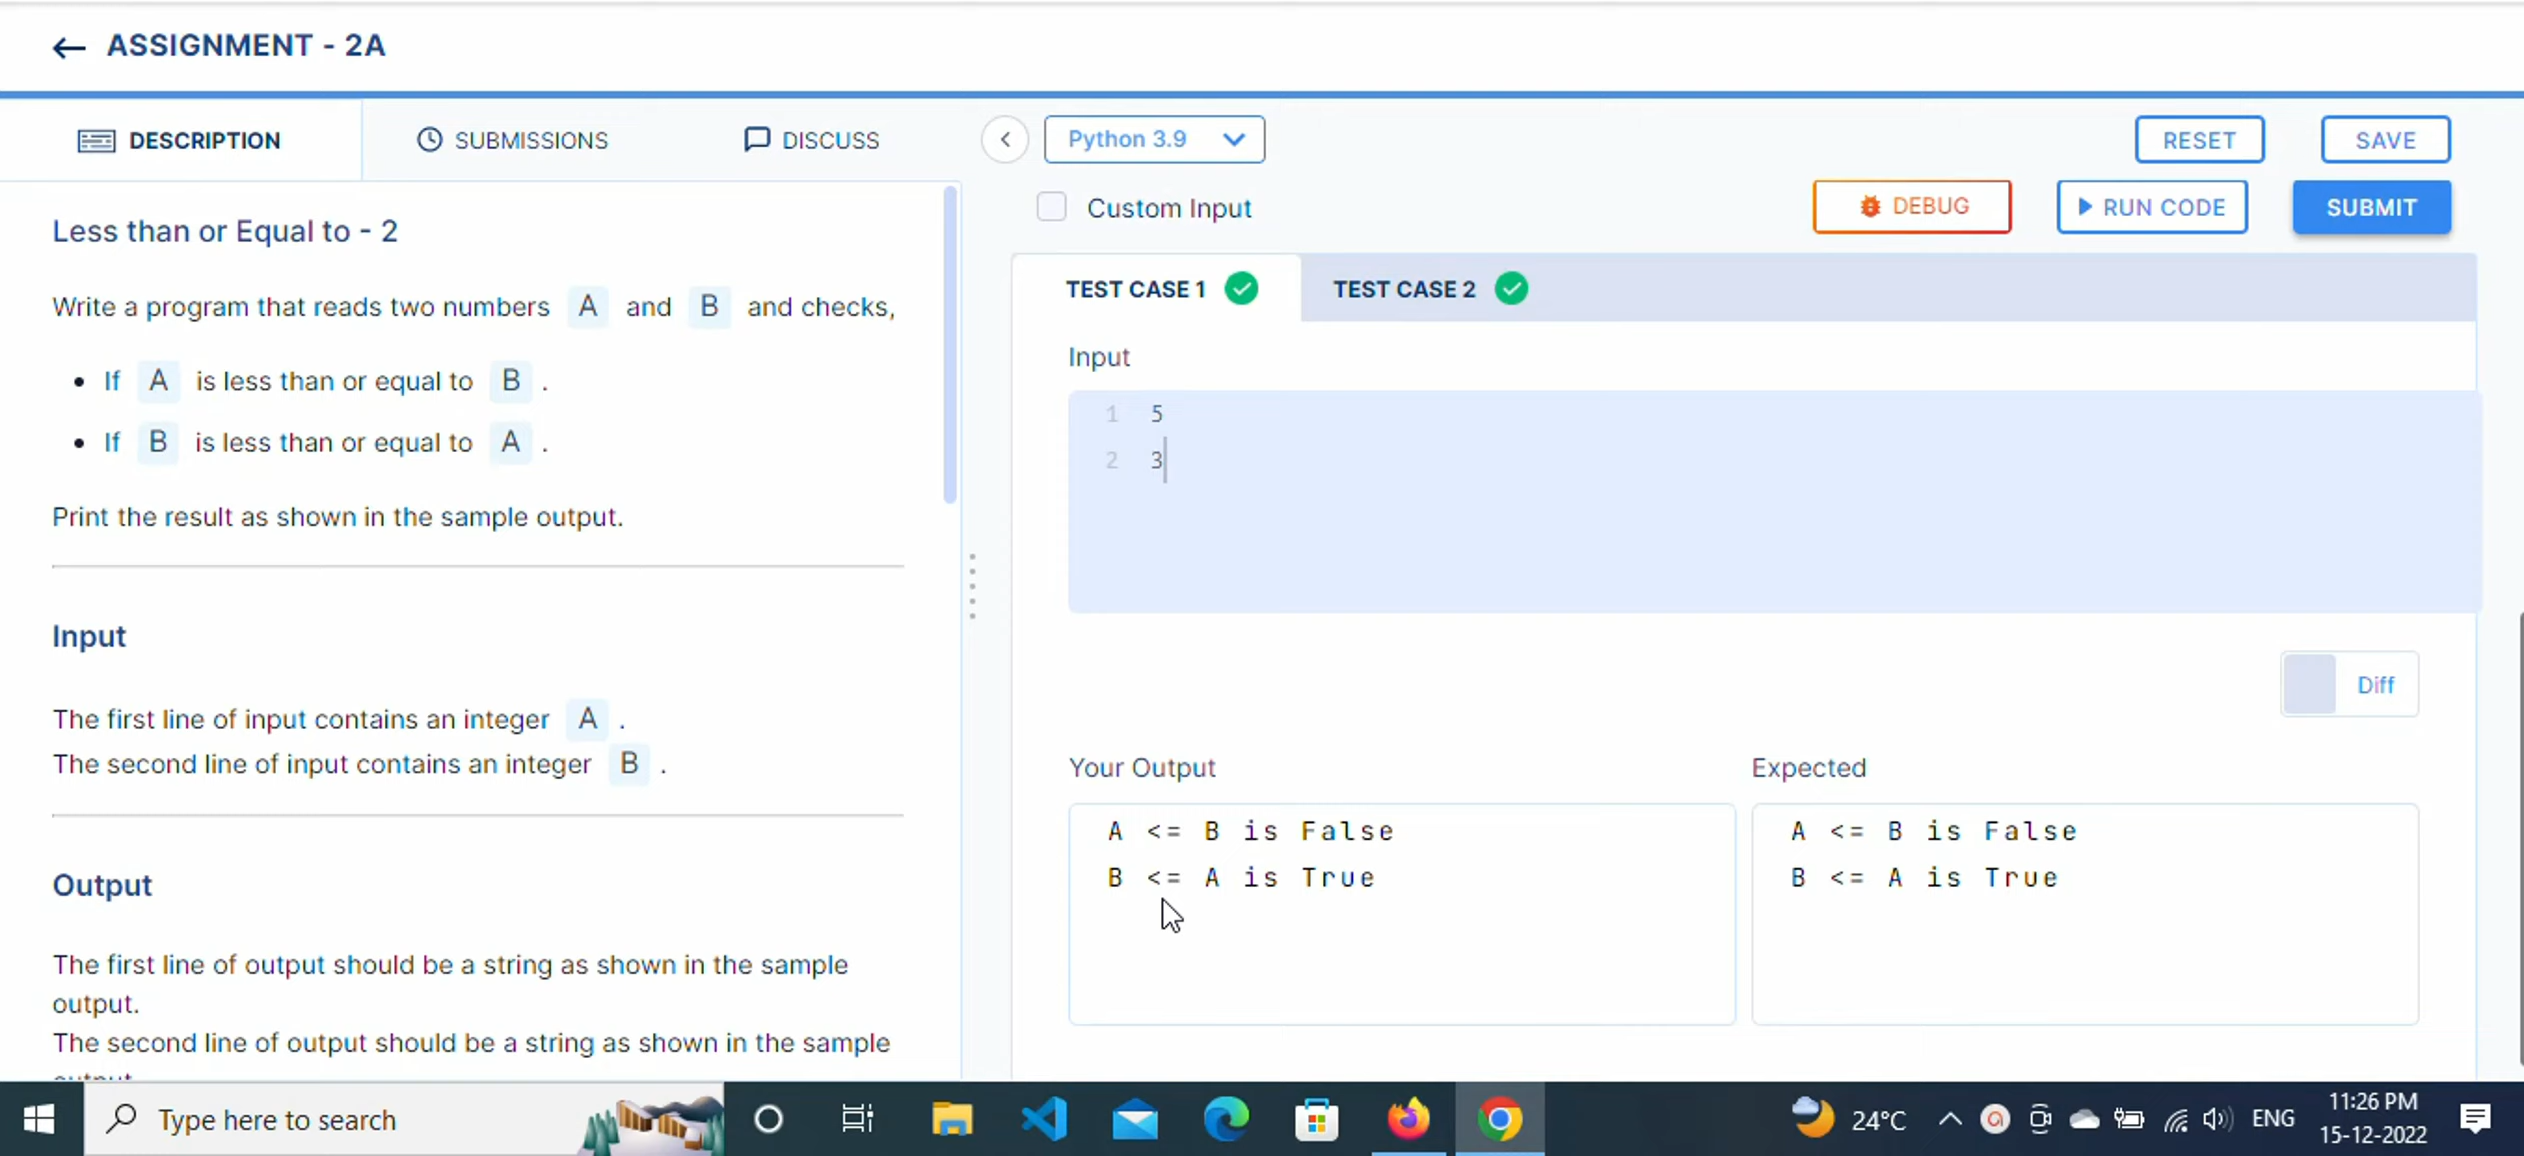 ASSIGNMENT - 2A
DESCRIPTION
SUBMISSIONS
DISCUSS
Less than or Equal to - 2
Write a program that reads two numbers A and B and checks,
• If A is less than or equal to B .
• If B is less than or equal to A .
Print the result as shown in the sample output.
Input
The first line of input contains an integer A .
The second line of input contains an integer B .
Output
The first line of output should be a string as shown in the sample
output.
The second line of output should be a string as shown in the sample
output.
Python 3.9
RESET
SAVE
Custom Input
DEBUG
RUN CODE
SUBMIT
TEST CASE 1
TEST CASE 2
Input
1 5
2 3
Diff
Your Output
A <= B is False
B <= A is True
Expected
A <= B is False
B <= A is True
Type here to search
24°C
ENG
11:26 PM
15-12-2022